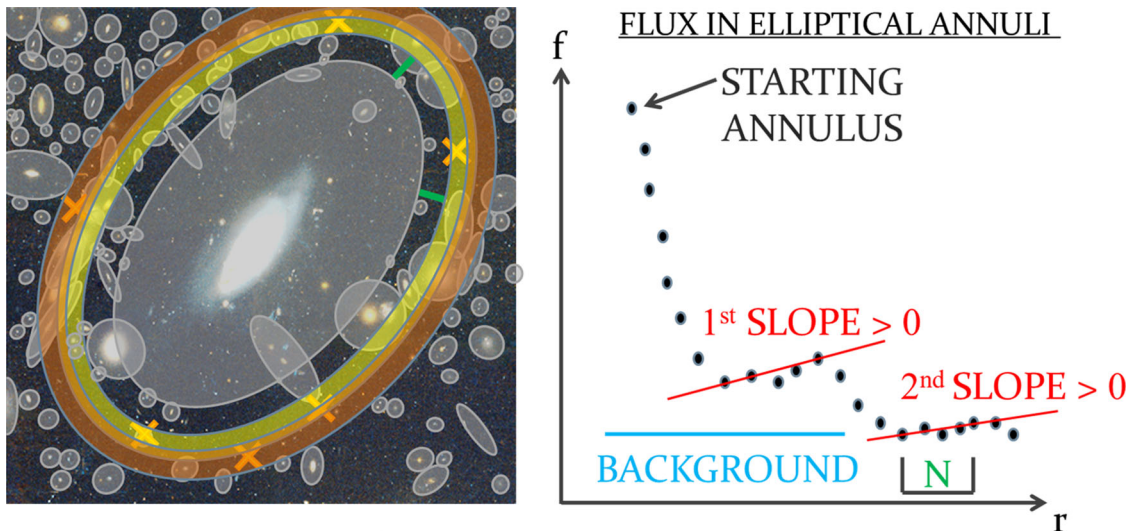 FLUX IN ELLIPTICAL ANNULI
f
STARTING
ANNULUS
1st SLOPE > 0
2nd SLOPE > 0
BACKGROUND
N
r